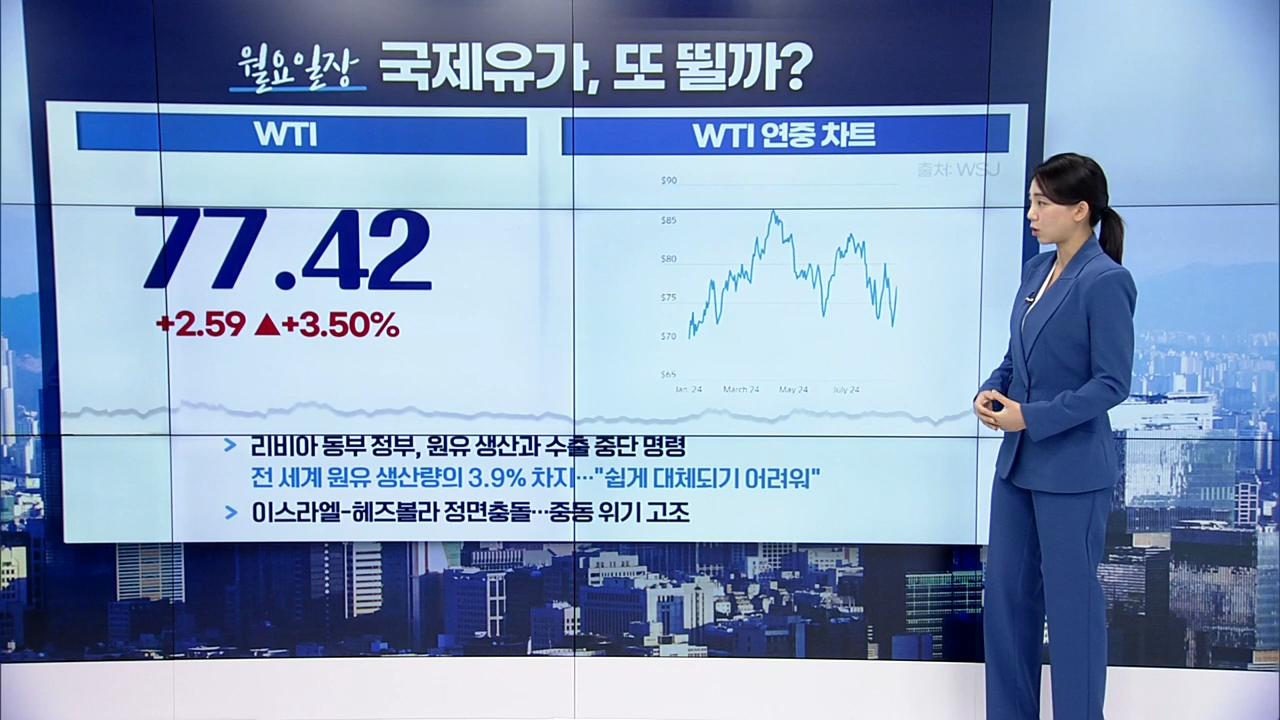 월요일장 국제유가, 또 뛸까?
WTI
77.42
+2.59 ▲+3.50%
WTI 연중 차트
출처: WSJ
$90
$85
$80
$75
$70
$65
Jan 24 March 24 May 24 July 24
> 리비아 동부 정부, 원유 생산과 수출 중단 명령
전 세계 원유 생산량의 3.9% 차지…"쉽게 대체되기 어려워"
> 이스라엘-헤즈볼라 정면충돌…중동 위기 고조